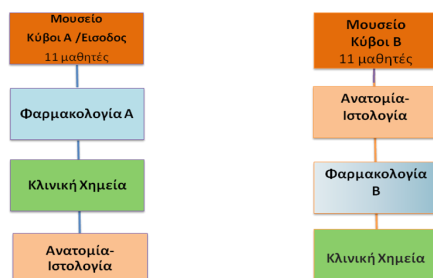 Μουσείο
Κύβοι Α /Εισοδος
11 μαθητές
Φαρμακολογία Α
Κλινική Χημεία
Ανατομία-
Ιστολογία
Μουσείο
Κύβοι Β
11 μαθητές
Ανατομία-
Ιστολογία
Φαρμακολογία
Β
Κλινική Χημεία